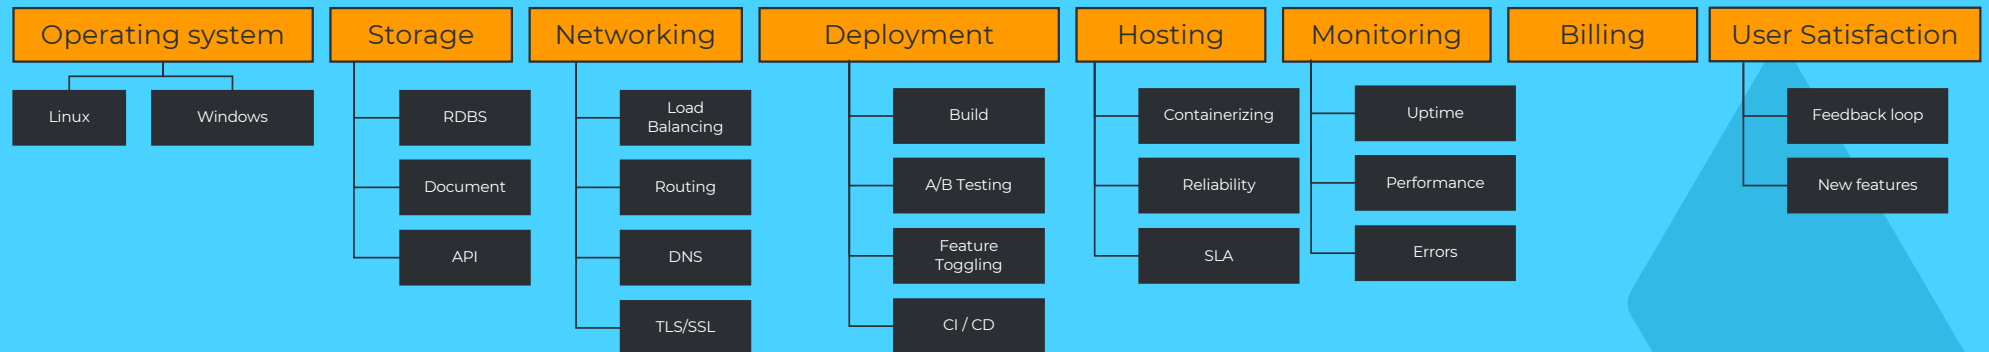 Operating system
Linux
Windows
Storage
RDBS
Document
API
Networking
Load
Balancing
Routing
DNS
TLS/SSL
Deployment
Build
A/B Testing
Feature
Toggling
CI / CD
Hosting
Containerizing
Reliability
SLA
Monitoring
Uptime
Performance
Errors
Billing
User Satisfaction
Feedback loop
New features